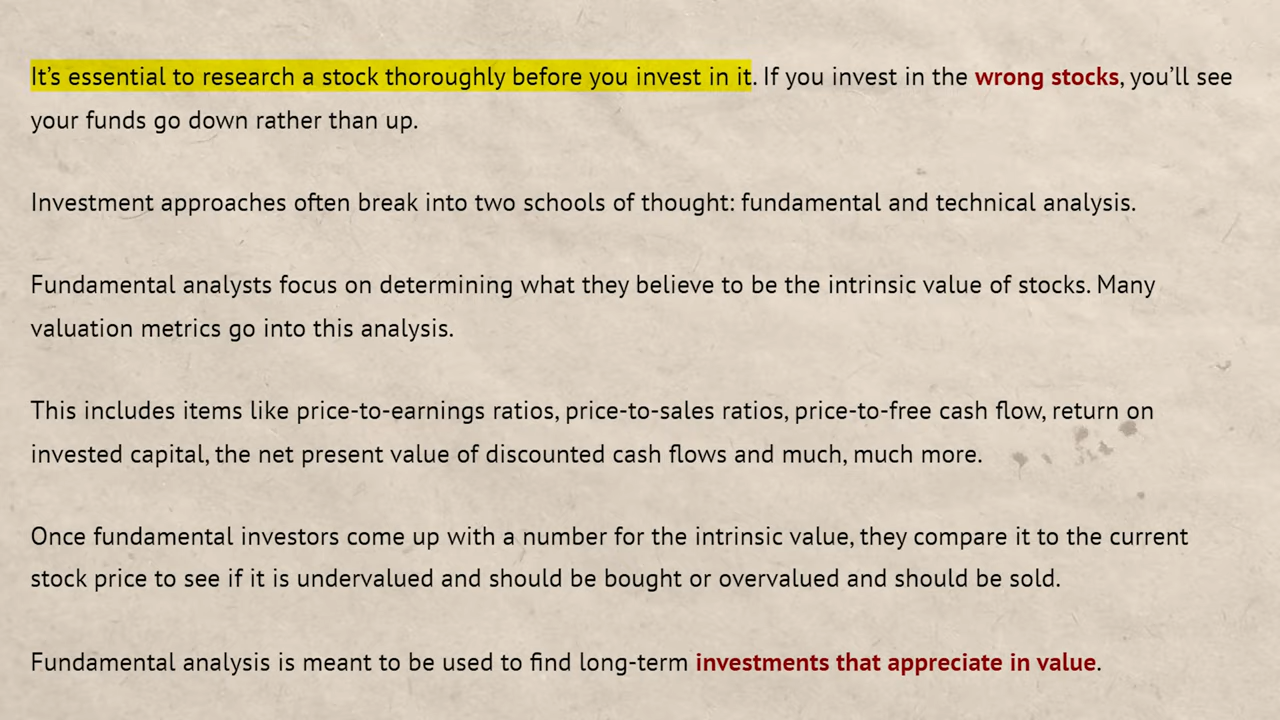 It’s essential to research a stock thoroughly before you invest in it. If you invest in the wrong stocks, you’ll see
your funds go down rather than up.
Investment approaches often break into two schools of thought: fundamental and technical analysis.
Fundamental analysts focus on determining what they believe to be the intrinsic value of stocks. Many
valuation metrics go into this analysis.
This includes items like price-to-earnings ratios, price-to-sales ratios, price-to-free cash flow, return on
invested capital, the net present value of discounted cash flows and much, much more.
Once fundamental investors come up with a number for the intrinsic value, they compare it to the current
stock price to see if it is undervalued and should be bought or overvalued and should be sold.
Fundamental analysis is meant to be used to find long-term investments that appreciate in value.